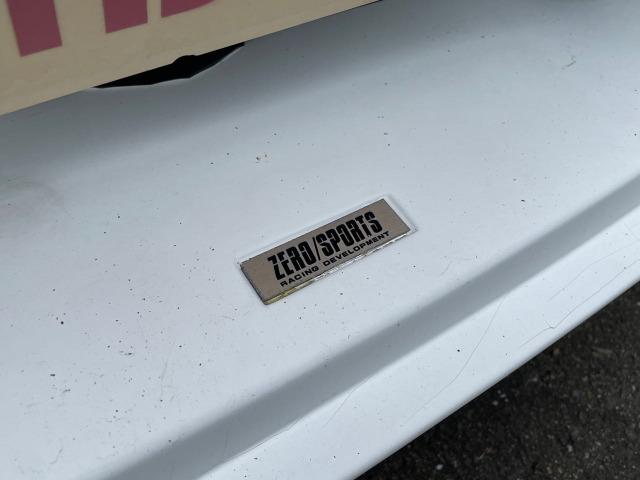 ZERO/SPORTS
RACING DEVELOPMENT